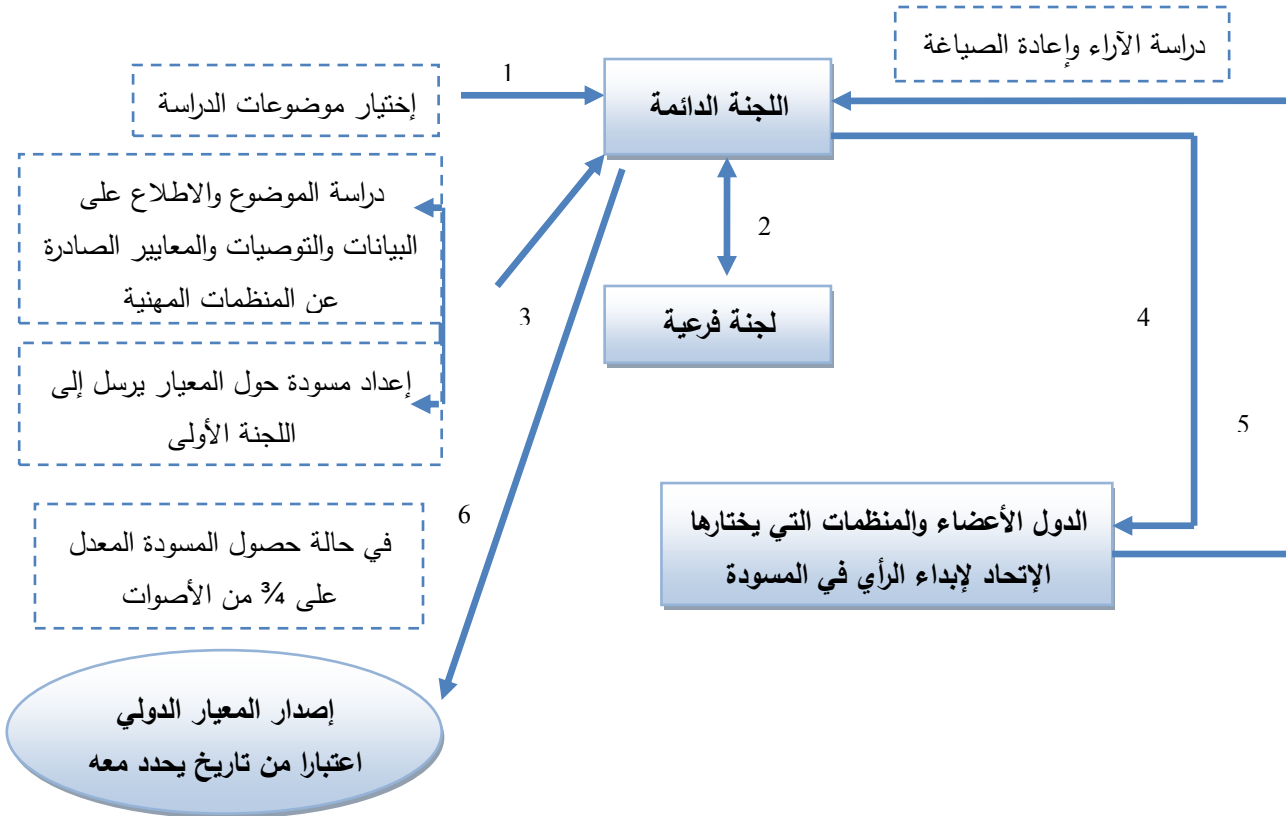 دراسة الآراء وإعادة الصياغة
1
إختيار موضوعات الدراسة
اللجنة الدائمة
دراسة الموضوع والاطلاع على
البيانات والتوصيات والمعايير الصادرة
عن المنظمات المهنية
2
3
لجنة فرعية
4
إعداد مسودة حول المعيار يرسل إلى
اللجنة الأولى
5
الدول الأعضاء والمنظمات التي يختارها
الإتحاد لإبداء الرأي في المسودة
6
في حالة حصول المسودة المعدل
على ¾ من الأصوات
إصدار المعيار الدولي
اعتبارا من تاريخ يحدد معه